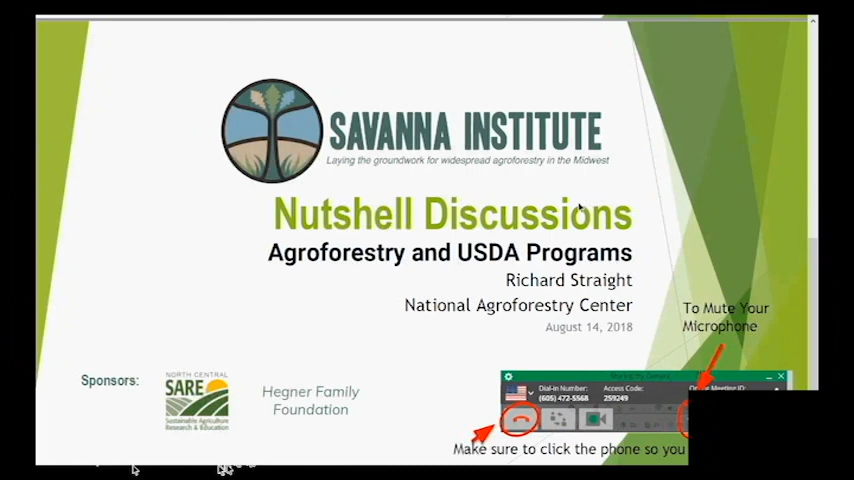 SAVANNA INSTITUTE
Laying the groundwork for widespread agroforestry in the Midwest
Nutshell Discussions
Agroforestry and USDA Programs
Richard Straight
National Agroforestry Center
August 14, 2018
To Mute Your
Microphone
Sponsors:
NORTH CENTRAL
SARE
Sustainable Agriculture
Research & Education
Hegner Family
Foundation
Dial-in Number: Access Code: Online Meeting ID:
(605) 472-5568 259249
Make sure to click the phone so you